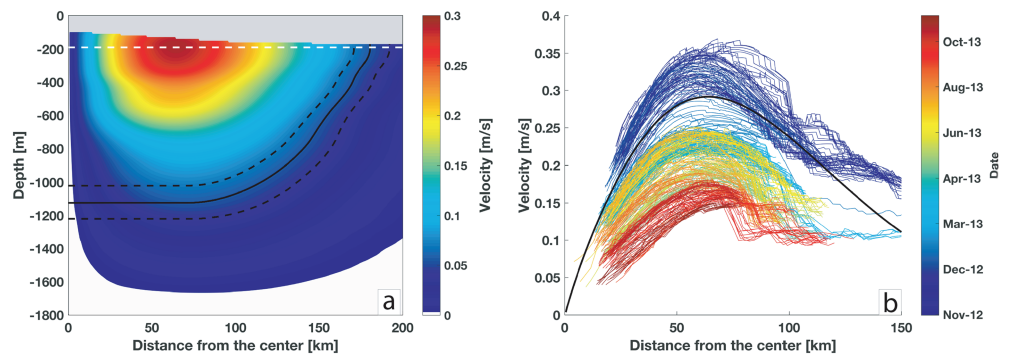 0
-200
-400
-600
-800
-1000
-1200
-1400
-1600
-1800
Depth [m]
0
50
100
150
200
Distance from the center [km]
a
0.3
0.25
0.2
0.15
0.1
0.05
0
Velocity [m/s]
0.4
0.35
0.3
0.25
0.2
0.15
0.1
0.05
0
Velocity [m/s]
0
50
100
150
Distance from the center [km]
b
Oct-13
Aug-13
Jun-13
Apr-13
Mar-13
Dec-12
Nov-12
Date